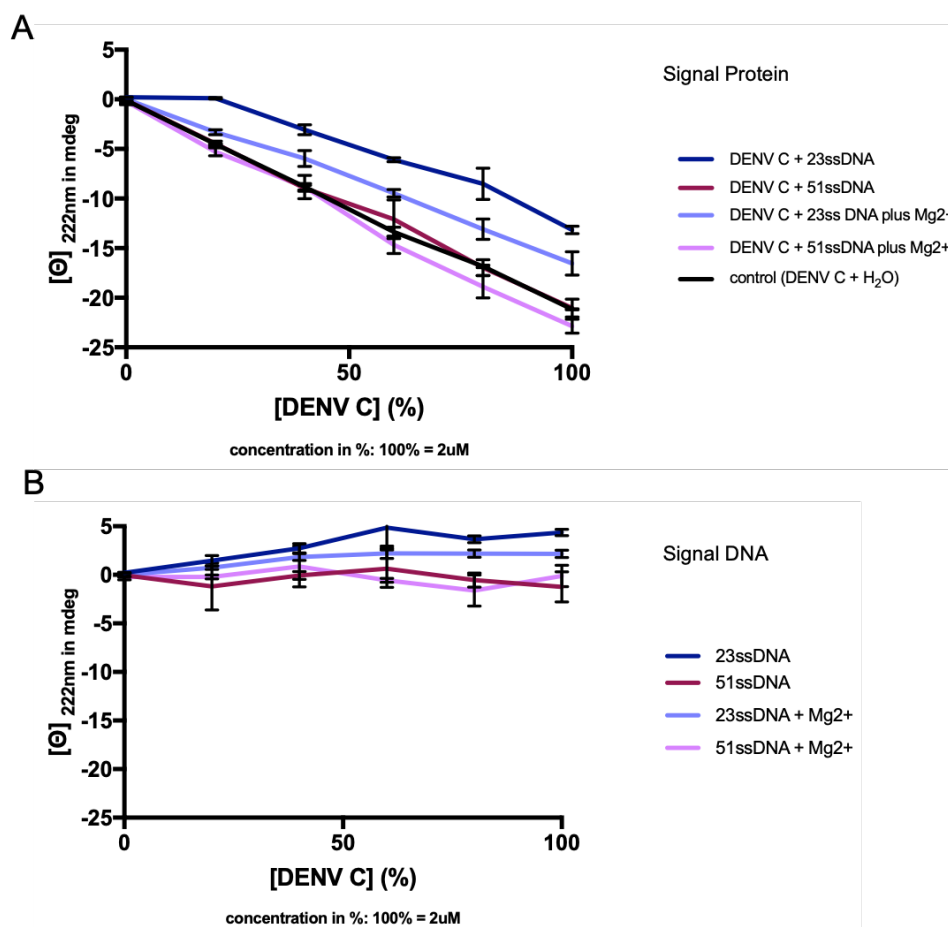 A
Signal Protein
5
0
-5
-10
-15
-20
-25
[Θ] 222nm in mdeg
0
50
100
[DENV C] (%)
concentration in %: 100% = 2uM
DENV C + 23ssDNA
DENV C + 51ssDNA
DENV C + 23ss DNA plus Mg2+
DENV C + 51ssDNA plus Mg2+
control (DENV C + H₂O)
B
Signal DNA
5
0
-5
-10
-15
-20
-25
[Θ] 222nm in mdeg
0
50
100
[DENV C] (%)
concentration in %: 100% = 2uM
23ssDNA
51ssDNA
23ssDNA + Mg2+
51ssDNA + Mg2+